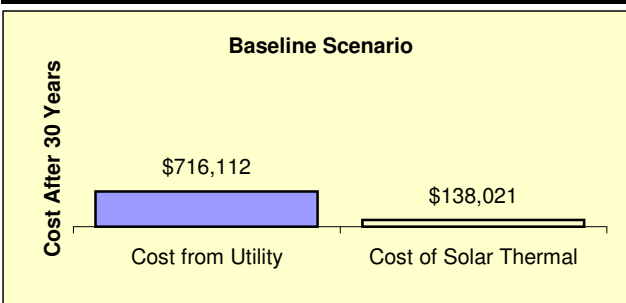 Baseline Scenario
Cost After 30 Years
$716,112
$138,021
Cost from Utility
Cost of Solar Thermal